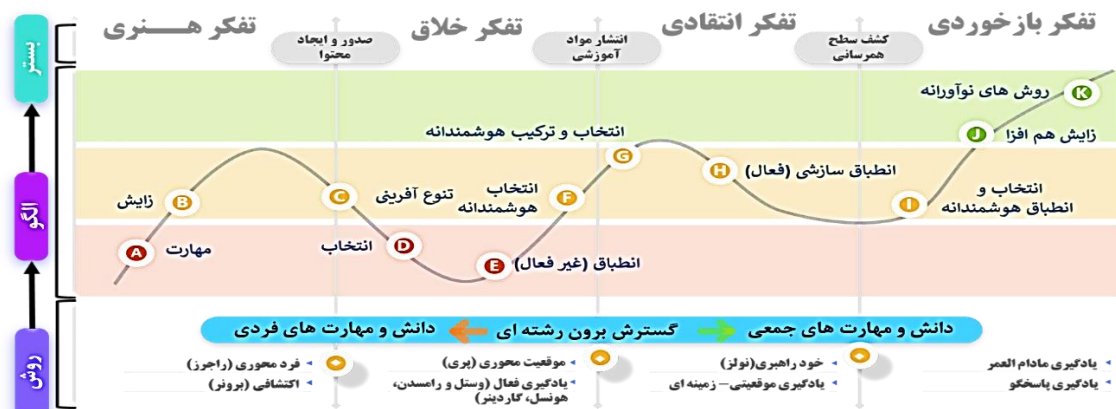 تفکر هنری
تفکر خلاق
تفکر انتقادی
تفکر بازخوردی
صدور و ایجاد
محتوا
انتشار مواد
آموزشی
کشف سطح
همرسانی
بستر
الگو
روش
A
مهارت
B
زایش
C
تنوع آفرینی
D
انتخاب
E
انطباق (غیر فعال)
F
انتخاب
هوشمندانه
G
انتخاب و ترکیب هوشمندانه
H
انطباق سازشی (فعال)
I
انتخاب و
انطباق هوشمندانه
J
زایش هم افزا
K
روش های نوآورانه
دانش و مهارت های فردی
گسترش برون رشته ای
دانش و مهارت های جمعی
فرد محوری (راجرز)
اکتشافی (برونر)
موقعیت محوری (پری)
یادگیری فعال (وستل و رامسدن،
هونسل، گاردینر)
خود راهبری(نولز)
یادگیری موقعیتی– زمینه ای
یادگیری مادام العمر
یادگیری پاسخگو